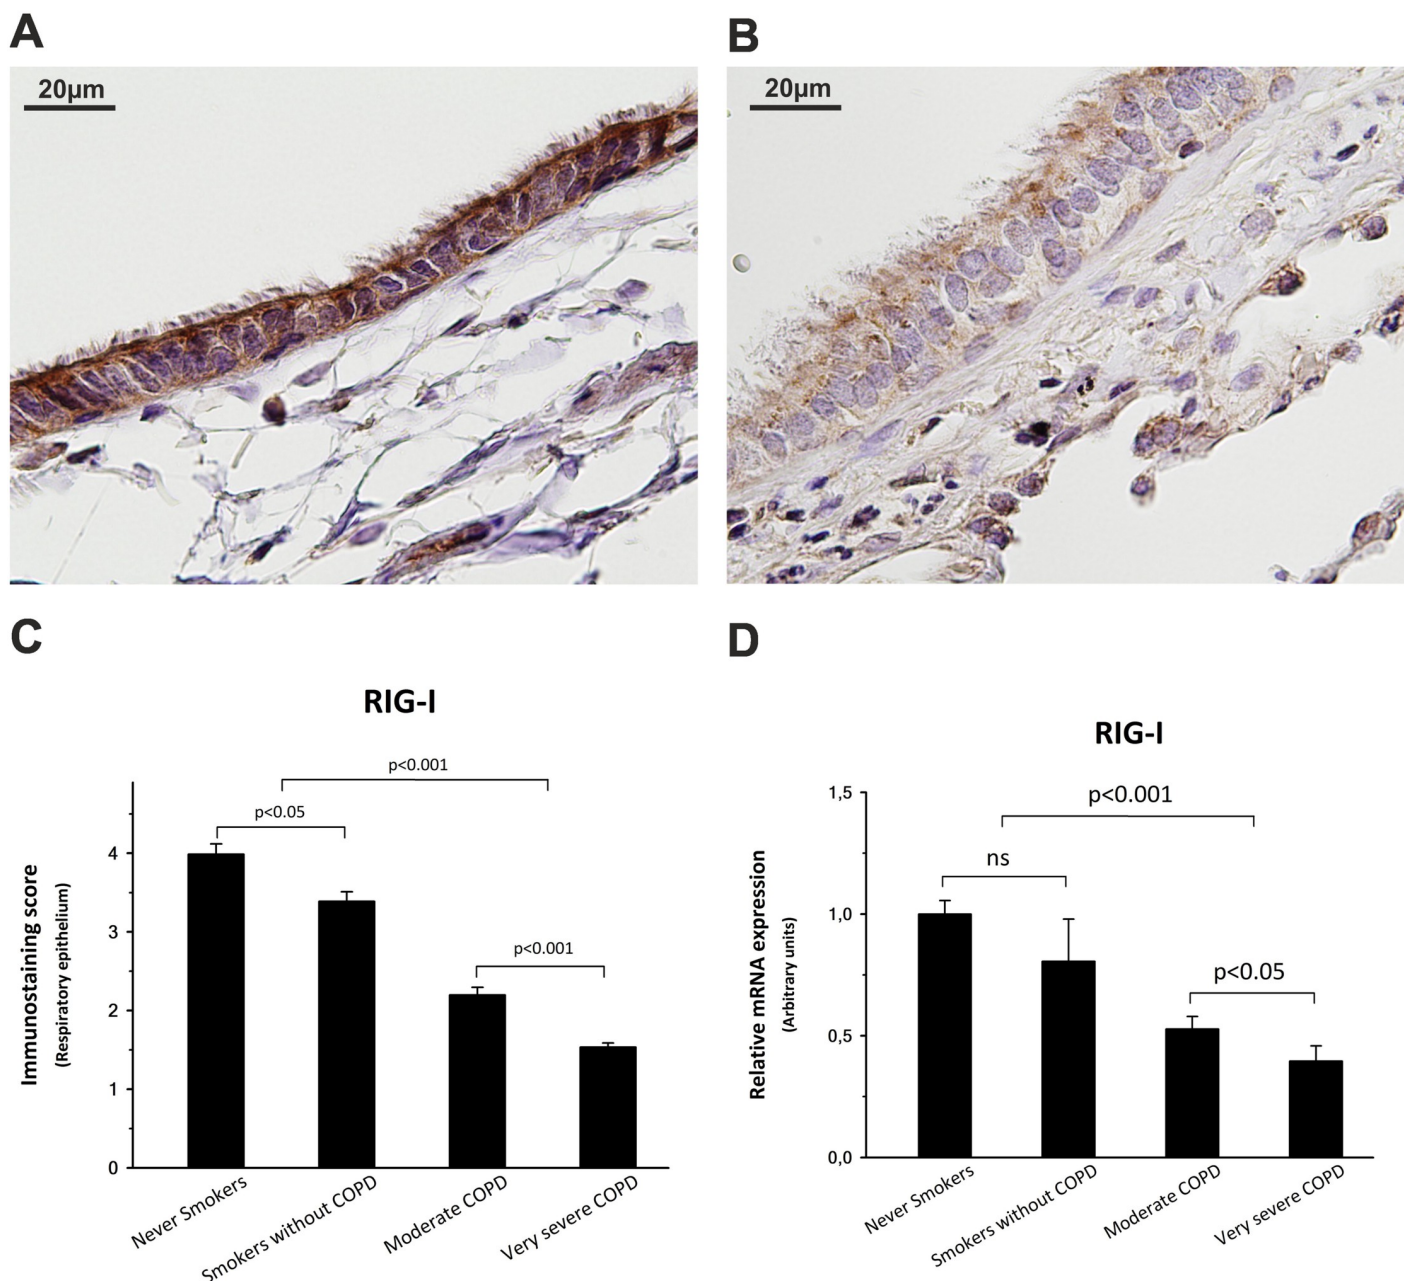 A
B
20µm
20µm
C
D
RIG-I
p<0.001
p<0.05
p<0.001
Immunostaining score
(Respiratory epithelium)
4
3
2
1
0
Never Smokers
Smokers without COPD
Moderate COPD
Very severe COPD
RIG-I
p<0.001
ns
p<0.05
Relative mRNA expression
(Arbitrary units)
1,5
1,0
0,5
0,0
Never Smokers
Smokers without COPD
Moderate COPD
Very severe COPD